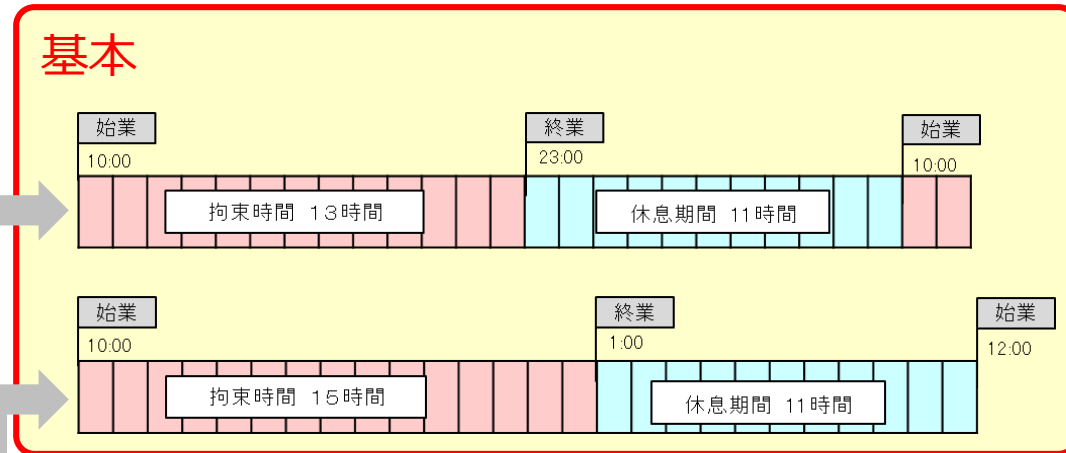 基本
始業 終業 始業
10:00 23:00 10:00
拘束時間 13時間 休息期間 11時間
始業 終業 始業
10:00 1:00 12:00
拘束時間 15時間 休息期間 11時間